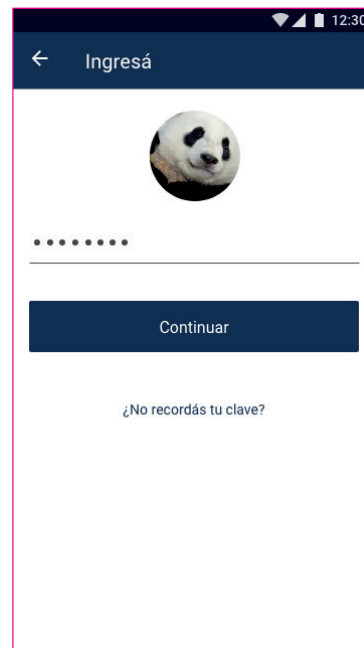 12:30
Ingresá
••••••••
Continuar
¿No recordás tu clave?